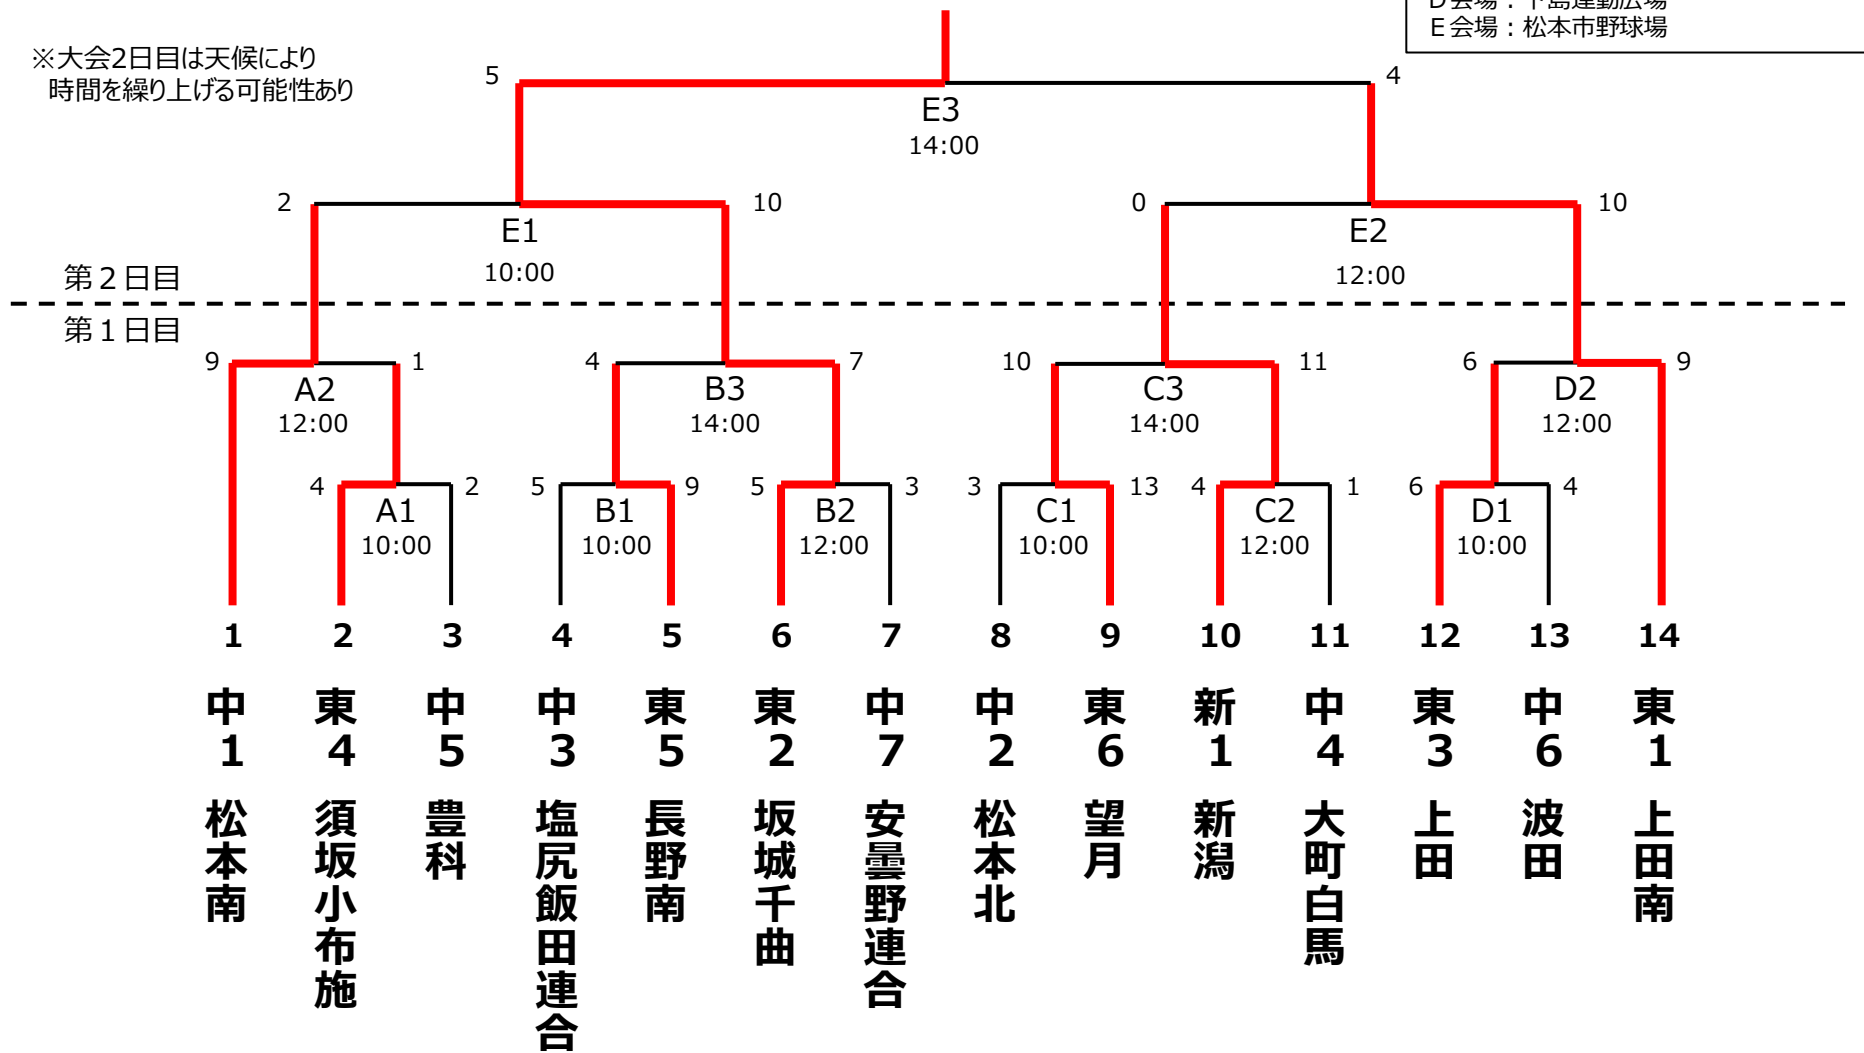 D会場：下島運動広場
E会場：松本市野球場
※大会2日目は天候により
時間を繰り上げる可能性あり
5
4
E3
14:00
2
10
0
10
E1
E2
10:00
12:00
第２日目
第１日目
9
1
4
7
10
11
6
9
A2
B3
C3
D2
12:00
14:00
14:00
12:00
4
2
5
9
5
3
3
13
4
1
6
4
A1
B1
B2
C1
C2
D1
10:00
10:00
12:00
10:00
12:00
10:00
1
2
3
4
5
6
7
8
9
10
11
12
13
14
中1 松本南
東4 須坂小布施
中5 豊科
中3 塩尻飯田連合
東5 長野南
東2 坂城千曲
中7 安曇野連合
中2 松本北
東6 望月
新1 新潟
中4 大町白馬
東3 上田
中6 波田
東1 上田南